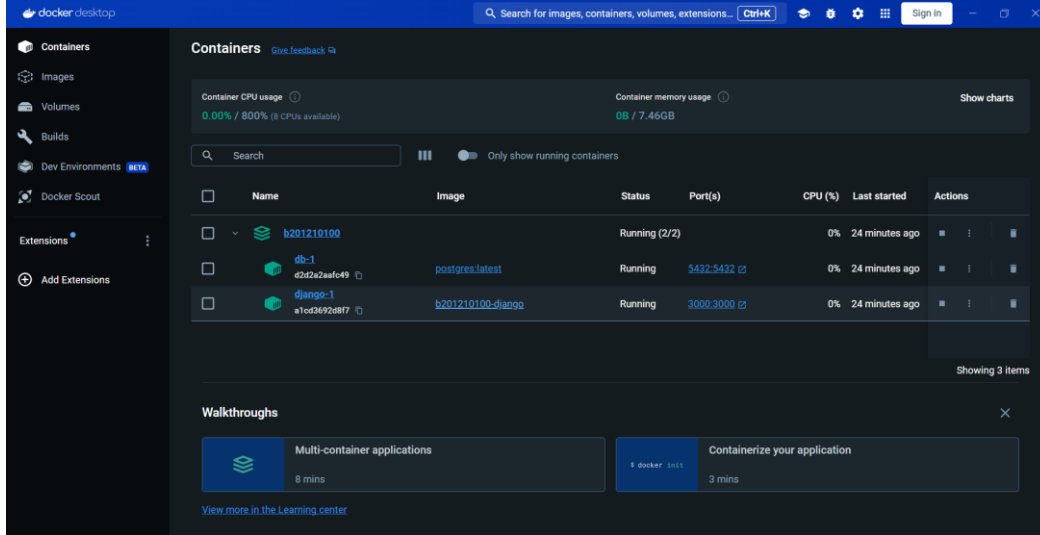 docker desktop
Search for images, containers, volumes, extensions... Ctrl+K
Sign in
Containers
Images
Volumes
Builds
Dev Environments BETA
Docker Scout
Extensions
Add Extensions
Containers Give feedback
Container CPU usage
0.00% / 800% (8 CPUs available)
Container memory usage
0B / 7.46GB
Show charts
Search
Only show running containers
Name Image Status Port(s) CPU (%) Last started Actions
b201210100 Running (2/2) 0% 24 minutes ago
db-1
d2d2a2aafc49 postgres:latest Running 5432:5432 0% 24 minutes ago
django-1
a1cd3692d8f7 b201210100-django Running 3000:3000 0% 24 minutes ago
Showing 3 items
Walkthroughs
Multi-container applications
8 mins
$ docker init
Containerize your application
3 mins
View more in the Learning center